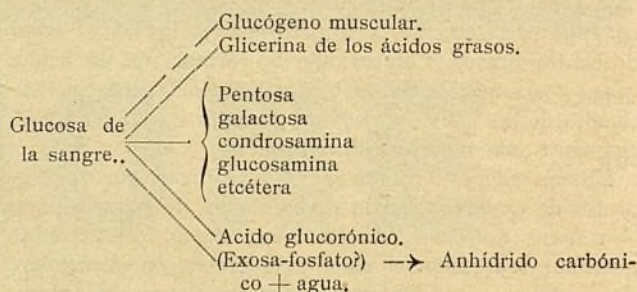 Glucógeno muscular.
Glicerina de los ácidos grasos.
Pentosa
galactosa
Glucosa de
condrosamina
la sangre..
glucosamina
etcétera
Acido glucorónico.
(Exosa-fosfato?) —→ Anhídrido carbóni-
co + agua.